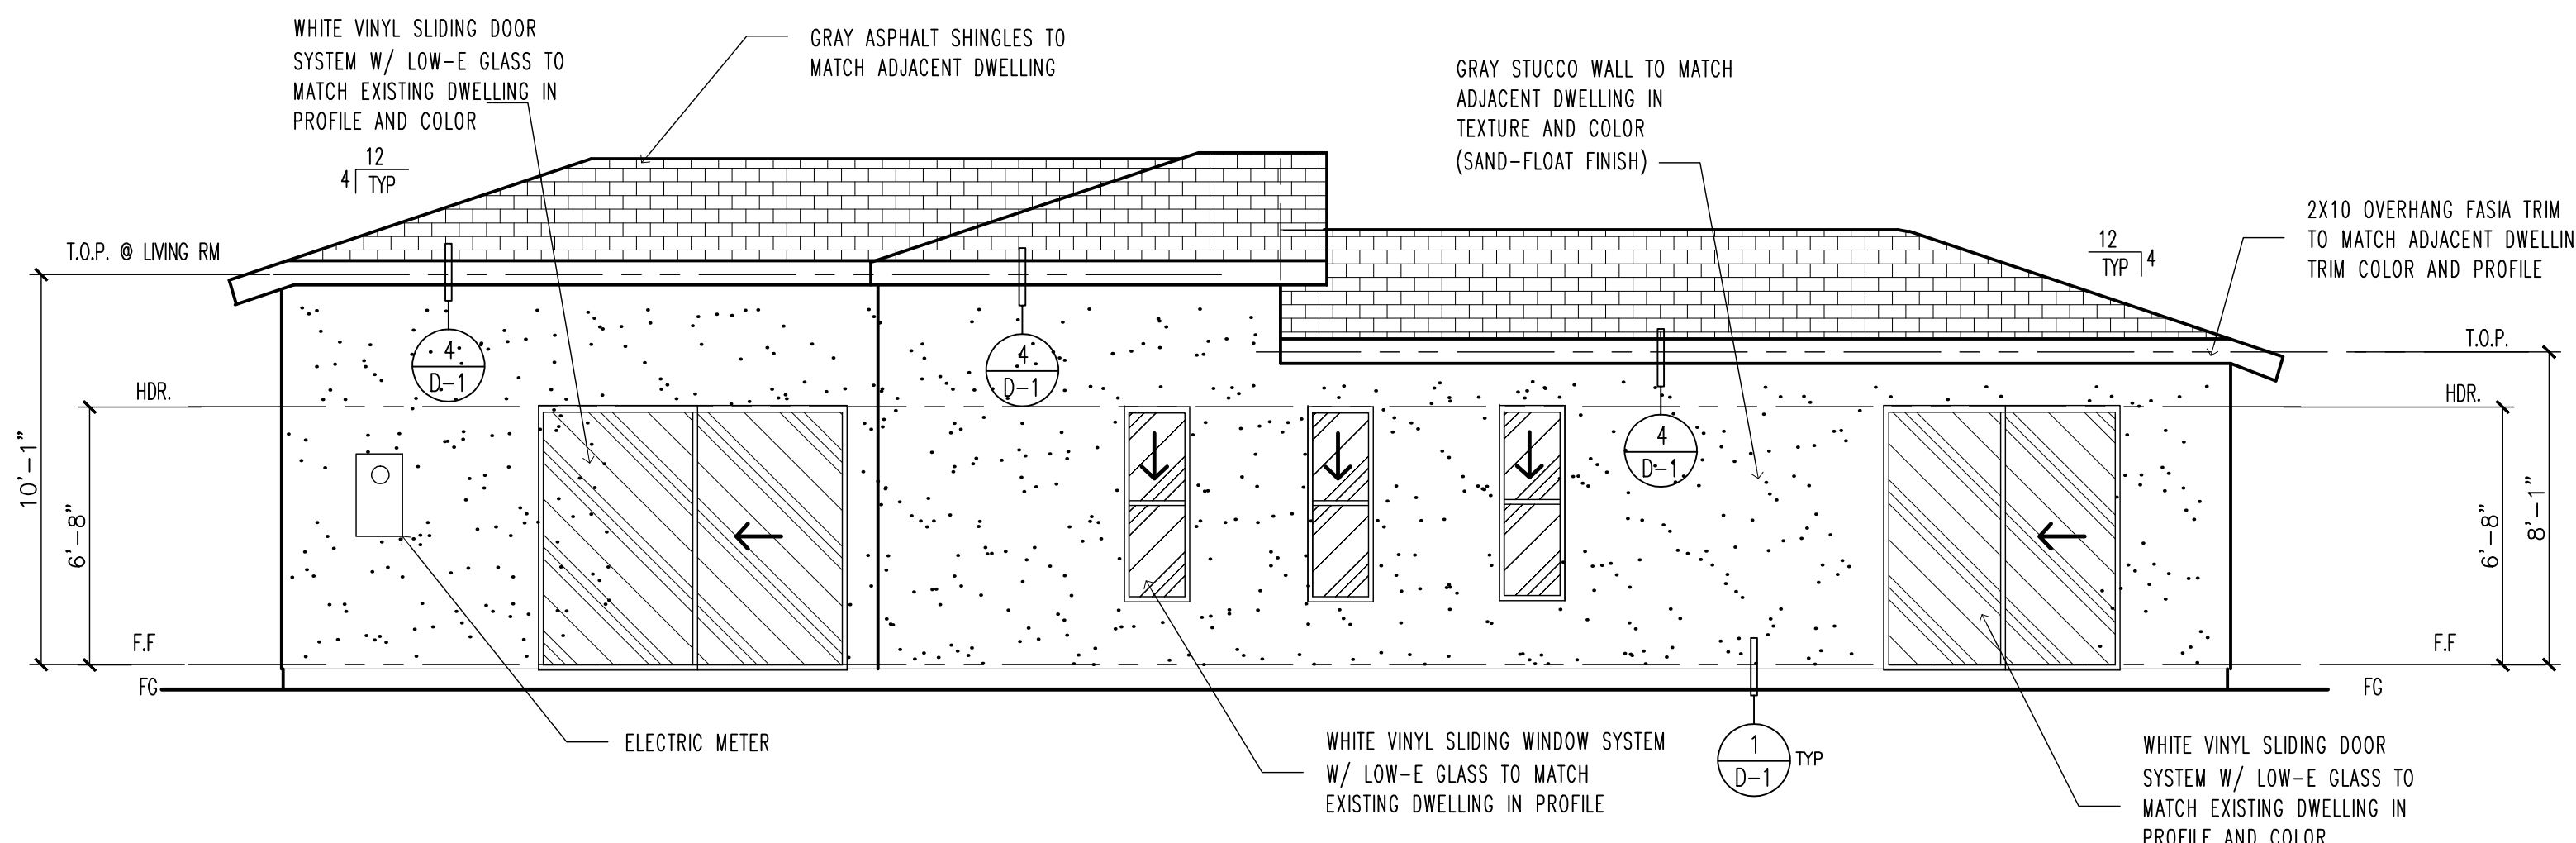 WHITE VINYL SLIDING DOOR
SYSTEM W/ LOW-E GLASS TO
MATCH EXISTING DWELLING IN
PROFILE AND COLOR
GRAY ASPHALT SHINGLES TO
MATCH ADJACENT DWELLING
GRAY STUCCO WALL TO MATCH
ADJACENT DWELLING IN
TEXTURE AND COLOR
(SAND-FLOAT FINISH)
2X10 OVERHANG FASIA TRIM
TO MATCH ADJACENT DWELLIN
TRIM COLOR AND PROFILE
12
4 TYP
12
TYP 4
T.O.P. @ LIVING RM
T.O.P.
HDR.
HDR.
4
D-1
4
D-1
4
D-1
10'-1"
6'-8"
6'-8"
8'-1"
F.F
F.F
FG
FG
ELECTRIC METER
WHITE VINYL SLIDING WINDOW SYSTEM
W/ LOW-E GLASS TO MATCH
EXISTING DWELLING IN PROFILE
1
D-1
TYP
WHITE VINYL SLIDING DOOR
SYSTEM W/ LOW-E GLASS TO
MATCH EXISTING DWELLING IN
PROFILE AND COLOR